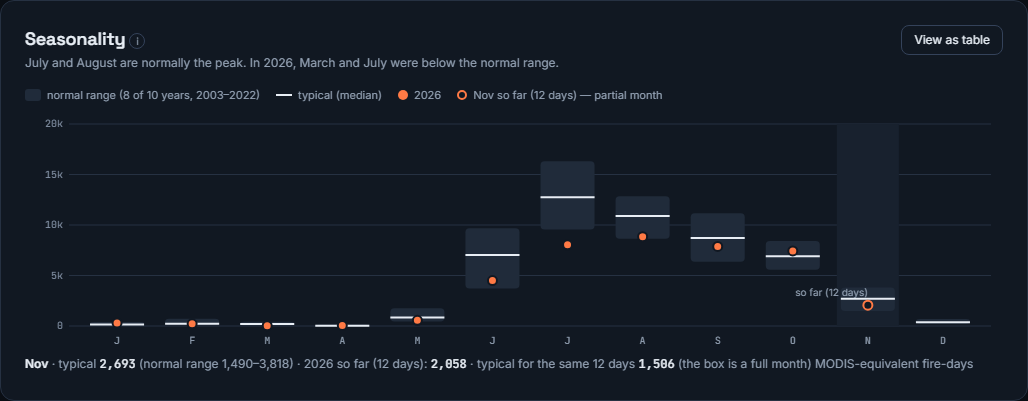 Seasonality i
View as table
July and August are normally the peak. In 2026, March and July were below the normal range.
normal range (8 of 10 years, 2003–2022) typical (median) 2026 Nov so far (12 days) — partial month
20k
15k
10k
5k
so far (12 days)
0
J F M A M J J A S O N D
Nov · typical 2,693 (normal range 1,490–3,818) · 2026 so far (12 days): 2,058 · typical for the same 12 days 1,506 (the box is a full month) MODIS-equivalent fire-days